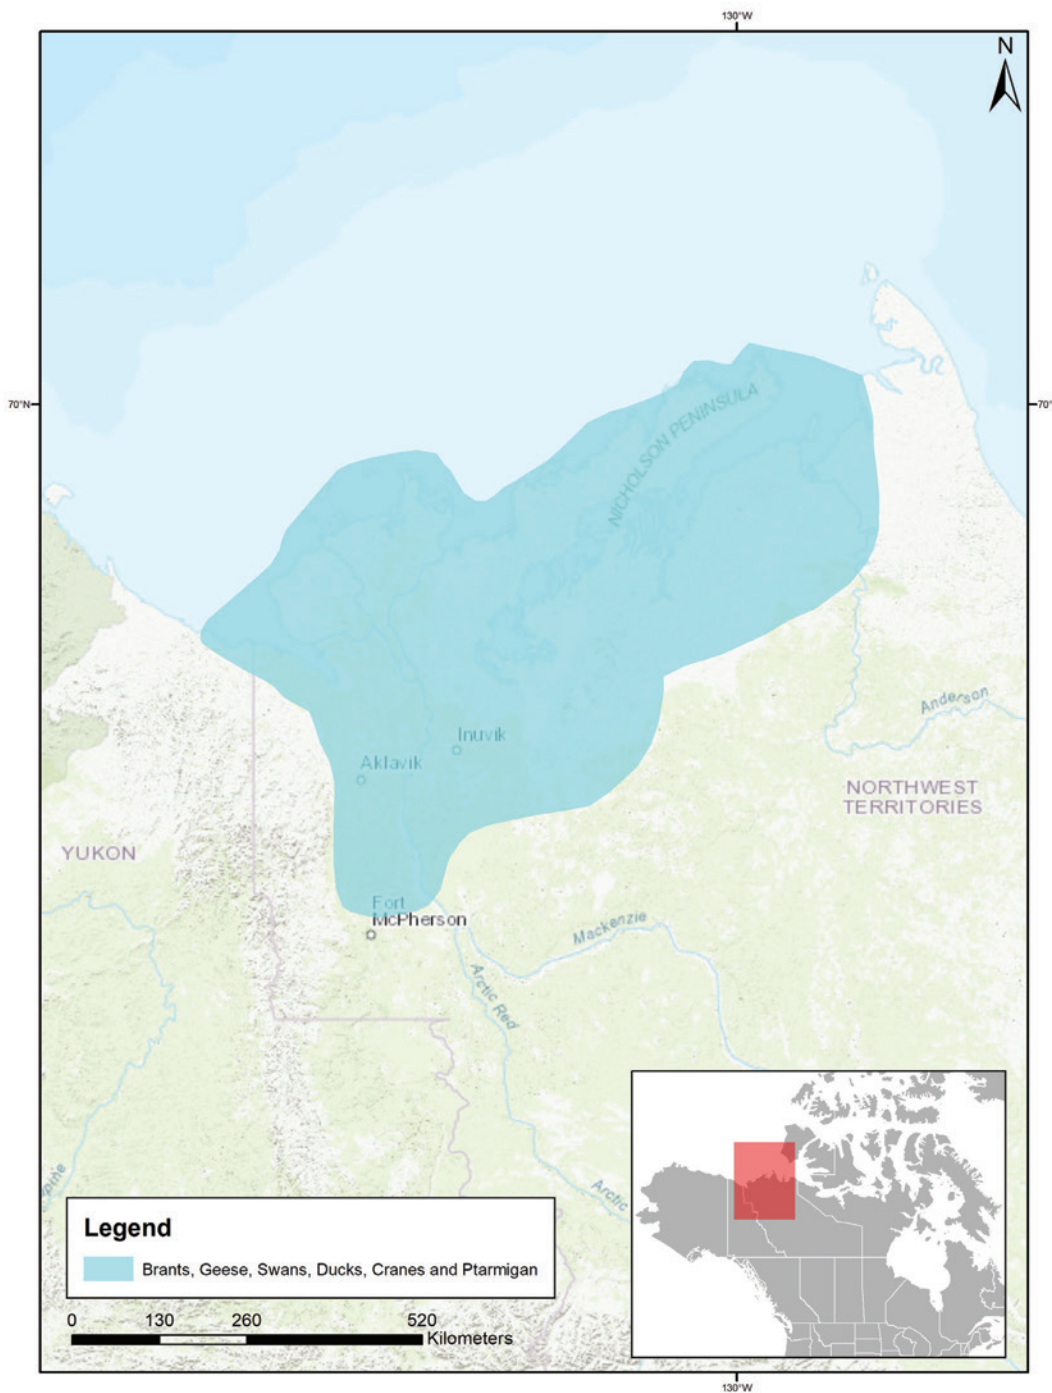 130°W
N
70°N
70°
NICHOLSON PENINSULA
Inuvik
Aklavik
Anderson
NORTHWEST
TERRITORIES
YUKON
Fort
McPherson
Mackenzie
Arctic Red
Arctic
pine
Legend
Brants, Geese, Swans, Ducks, Cranes and Ptarmigan
0 130 260 520
Kilometers
130°W